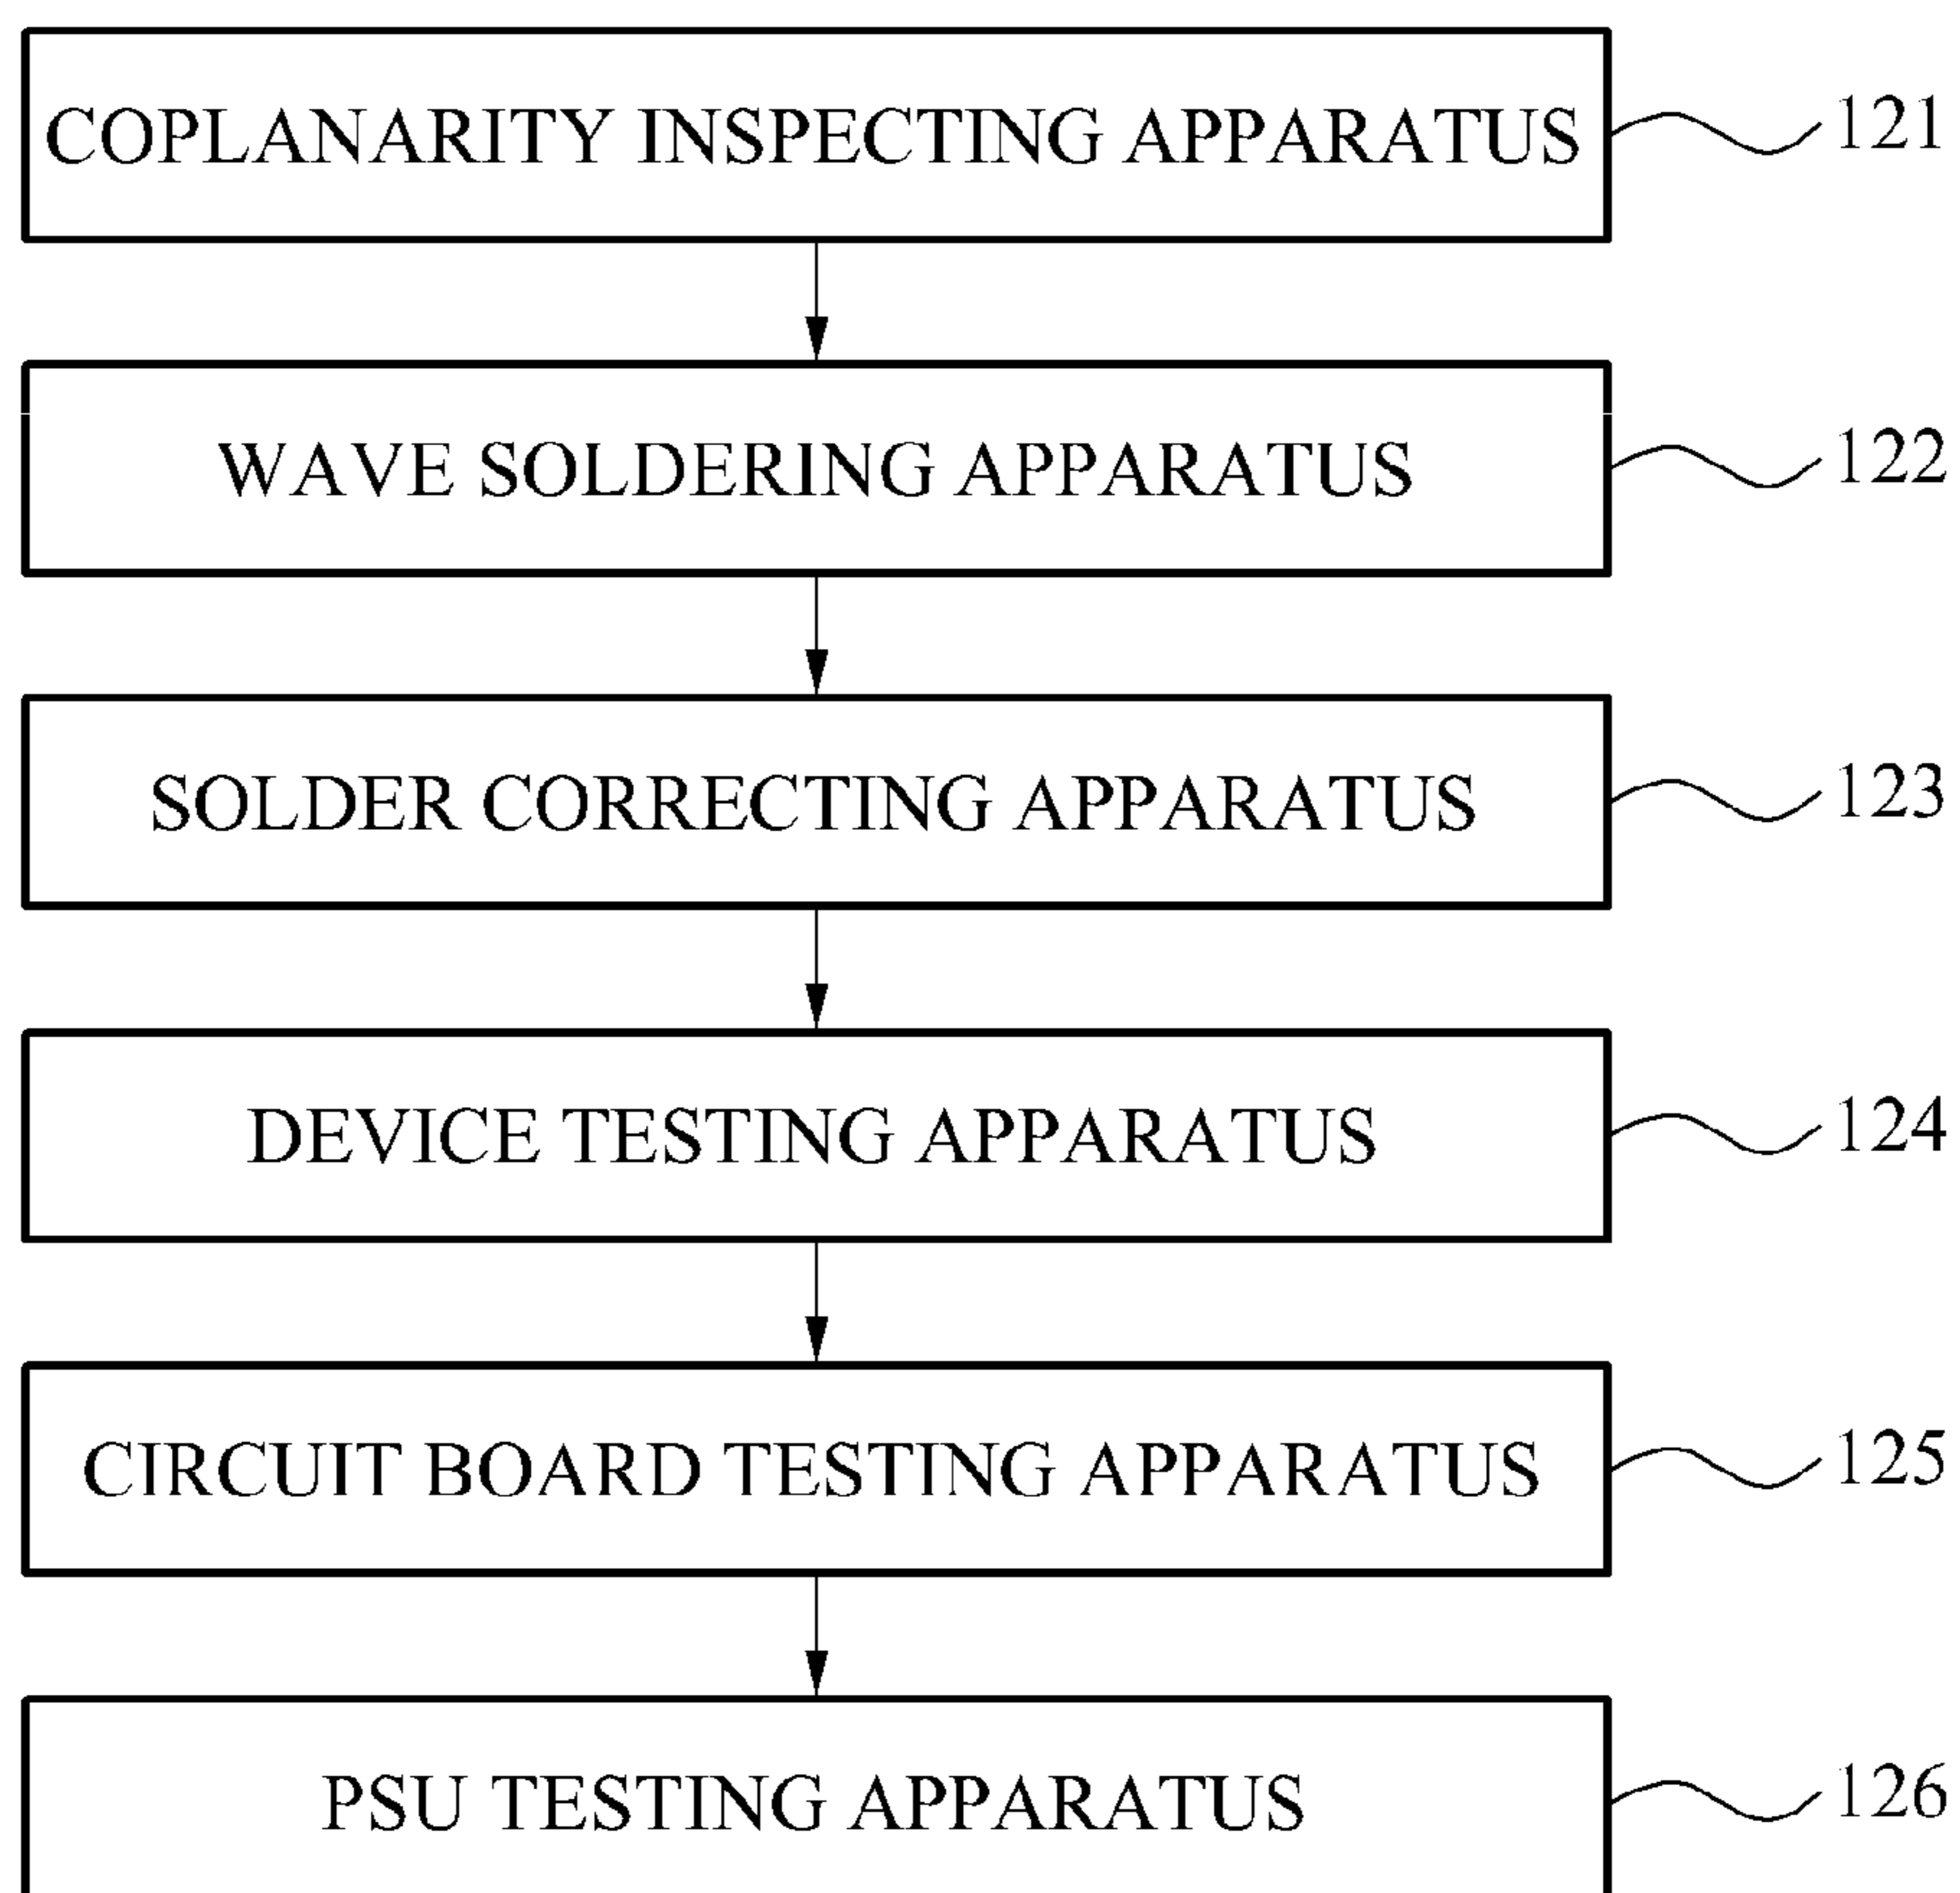 COPLANARITY INSPECTING APPARATUS 121
WAVE SOLDERING APPARATUS 122
SOLDER CORRECTING APPARATUS 123
DEVICE TESTING APPARATUS 124
CIRCUIT BOARD TESTING APPARATUS 125
PSU TESTING APPARATUS 126